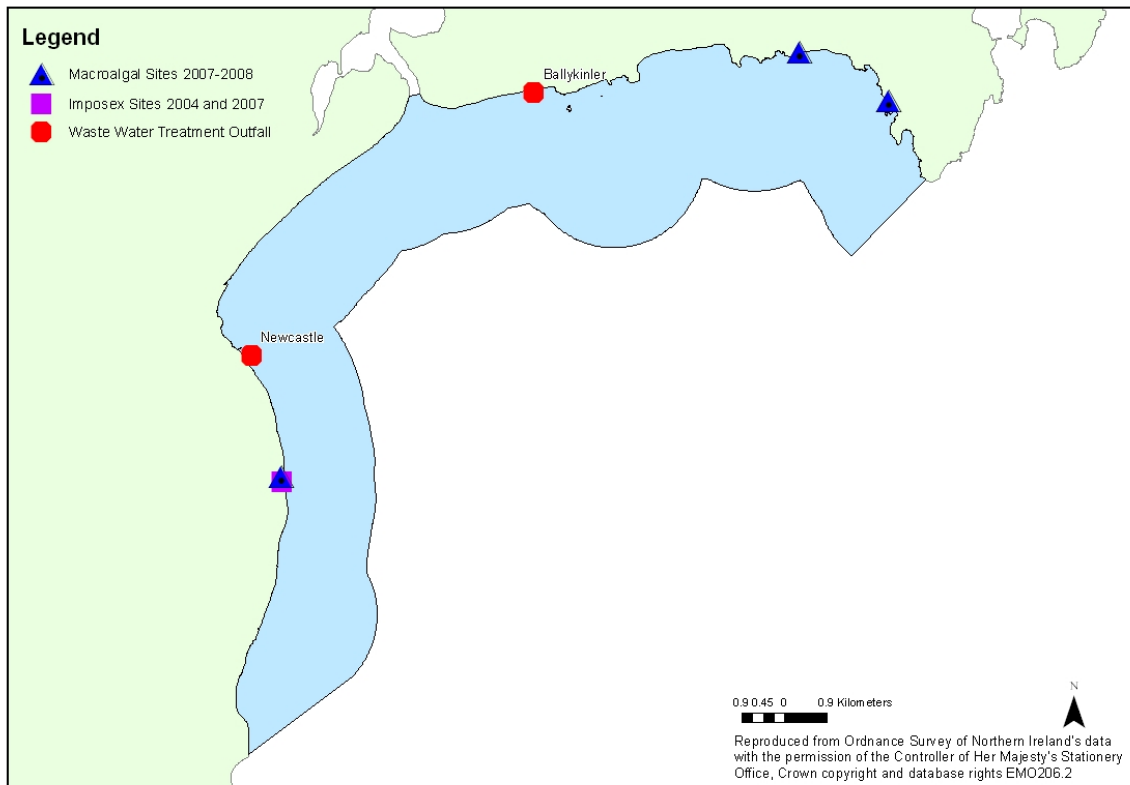 Legend
Macroalgal Sites 2007-2008
Imposex Sites 2004 and 2007
Waste Water Treatment Outfall
Ballykinler
Newcastle
N
0.9 0.45 0 0.9 Kilometers
Reproduced from Ordnance Survey of Northern Ireland's data
with the permission of the Controller of Her Majesty's Stationery
Office, Crown copyright and database rights EMO206.2